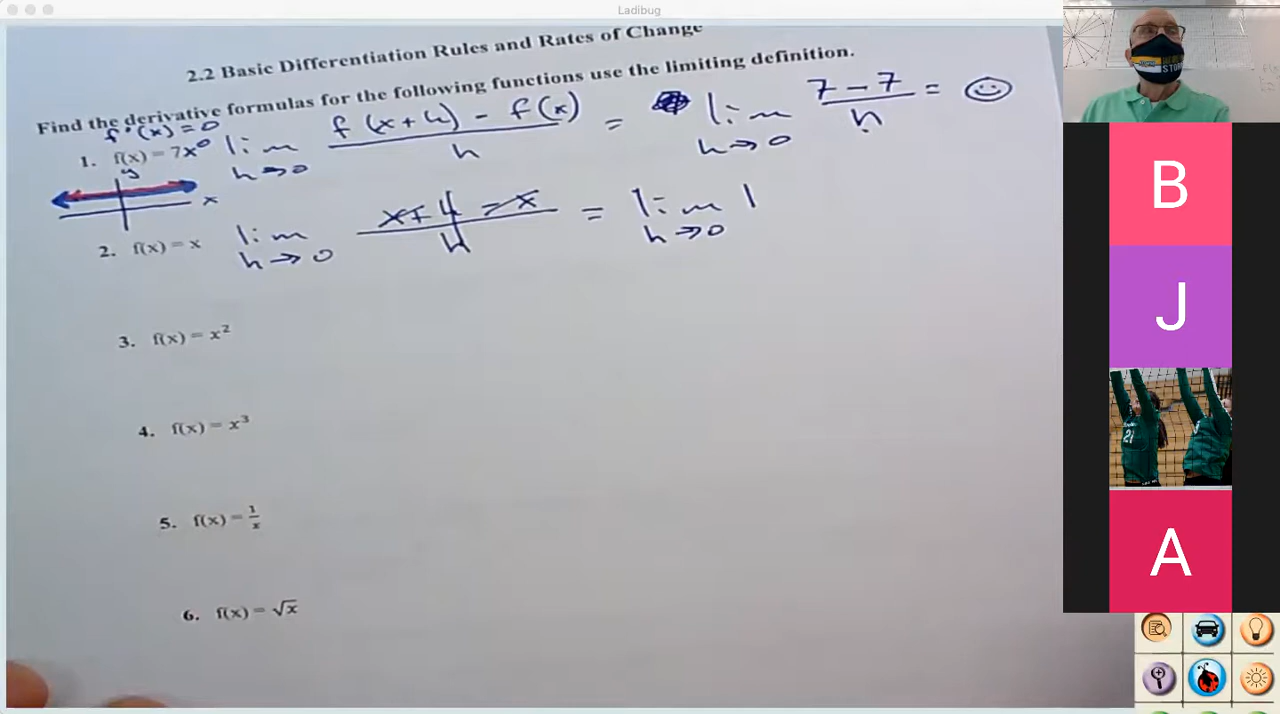 Ladibug
2.2 Basic Differentiation Rules and Rates of Change
Find the derivative formulas for the following functions use the limiting definition.
f'(x) = 0
1. f(x) = 7x⁰ lim h→0 f(x+h) - f(x) / h = lim h→0 7-7 / h =
y
x
2. f(x) = x lim h→0 x+h-x / h = lim h→0 1
3. f(x) = x²
4. f(x) = x³
5. f(x) = 1/x
6. f(x) = √x
B
J
21
A